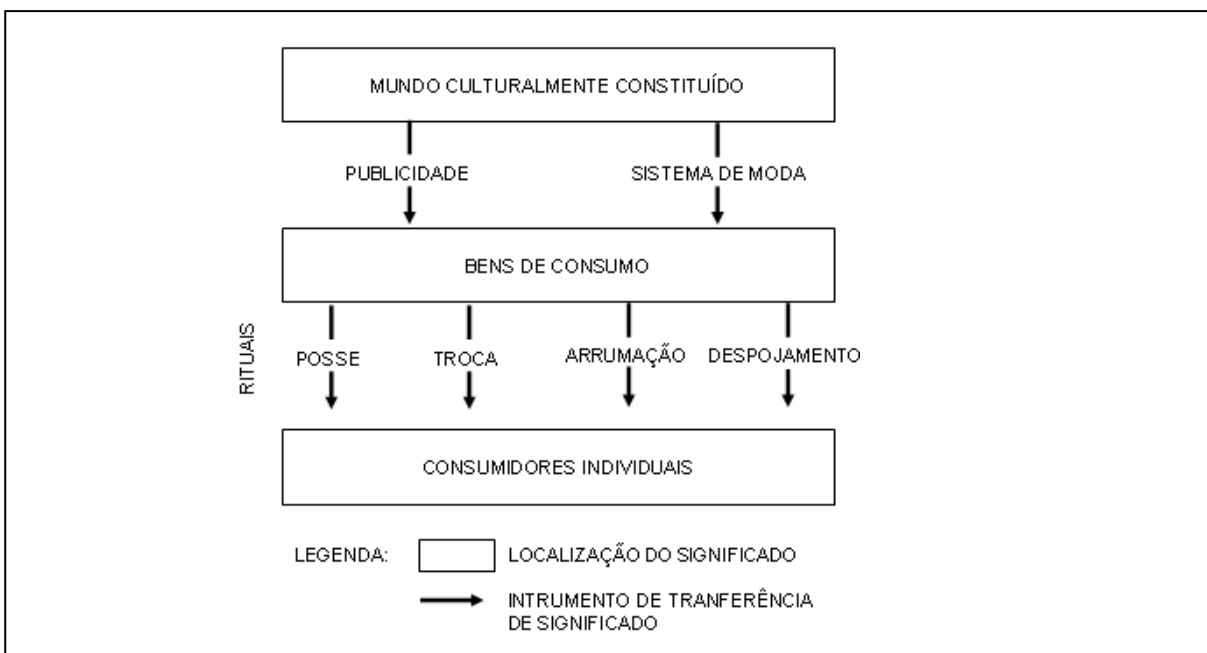 MUNDO CULTURALMENTE CONSTITUÍDO
PUBLICIDADE
SISTEMA DE MODA
BENS DE CONSUMO
RITUAIS
POSSE
TROCA
ARRUMAÇÃO
DESPOJAMENTO
CONSUMIDORES INDIVIDUAIS
LEGENDA:
LOCALIZAÇÃO DO SIGNIFICADO
INTRUMENTO DE TRANFERÊNCIA
DE SIGNIFICADO